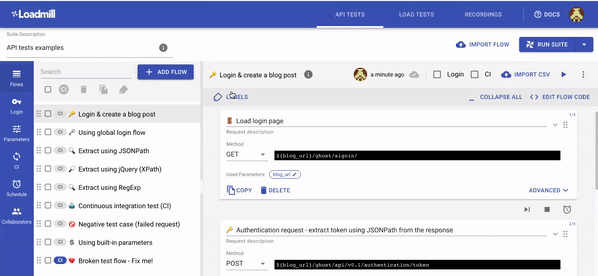 Loadmill
API TESTS
LOAD TESTS
RECORDINGS
DOCS
Suite Description
API tests examples
IMPORT FLOW
RUN SUITE
Flows
Login
Parameters
CI
Schedule
Collaborators
Search
+ ADD FLOW
CI
CI Login & create a blog post
CI Using global login flow
CI Extract using JSONPath
CI Extract using jQuery (XPath)
CI Extract using RegExp
CI Continuous integration test (CI)
CI Negative test case (failed request)
CI Using built-in parameters
CI Broken test flow - Fix me!
Login & create a blog post
a minute ago
Login
CI
IMPORT CSV
LABELS
COLLAPSE ALL
<> EDIT FLOW CODE
Load login page
1/4
Request description
Method
GET
${blog_url}/ghost/signin/
Used Parameters: blog_url
COPY
DELETE
ADVANCED
Authentication request - extract token using JSONPath from the response
2/4
Request description
Method
POST
${blog_url}/ghost/api/v0.1/authentication/token